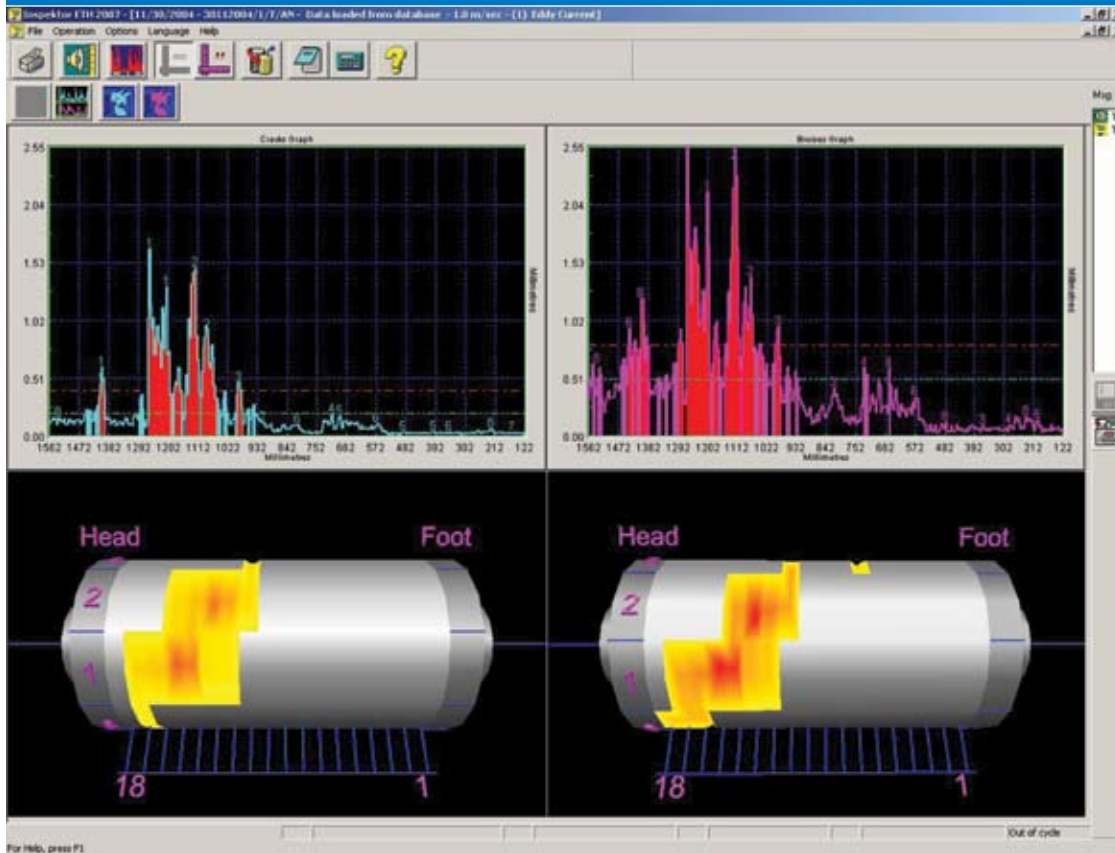 Inspektor ETH 2007 - [11/30/2004 - 30112004/1/T/AM - Data loaded from database - 1.0 m/sec - (1) Eddy Current]
File Operation Options Language Help
Msg
Cracks Graph
2.55
2.04
1.53
1.02
0.51
0.00
1562 1472 1382 1292 1202 1112 1022 932 842 752 662 572 482 392 302 212 122
Millimetres
Bruises Graph
2.55
2.04
1.53
1.02
0.51
0.00
1562 1472 1382 1292 1202 1112 1022 932 842 752 662 572 482 392 302 212 122
Millimetres
Head Foot
2
1
18 1
Head Foot
2
1
18 1
Out of cycle
For Help, press F1